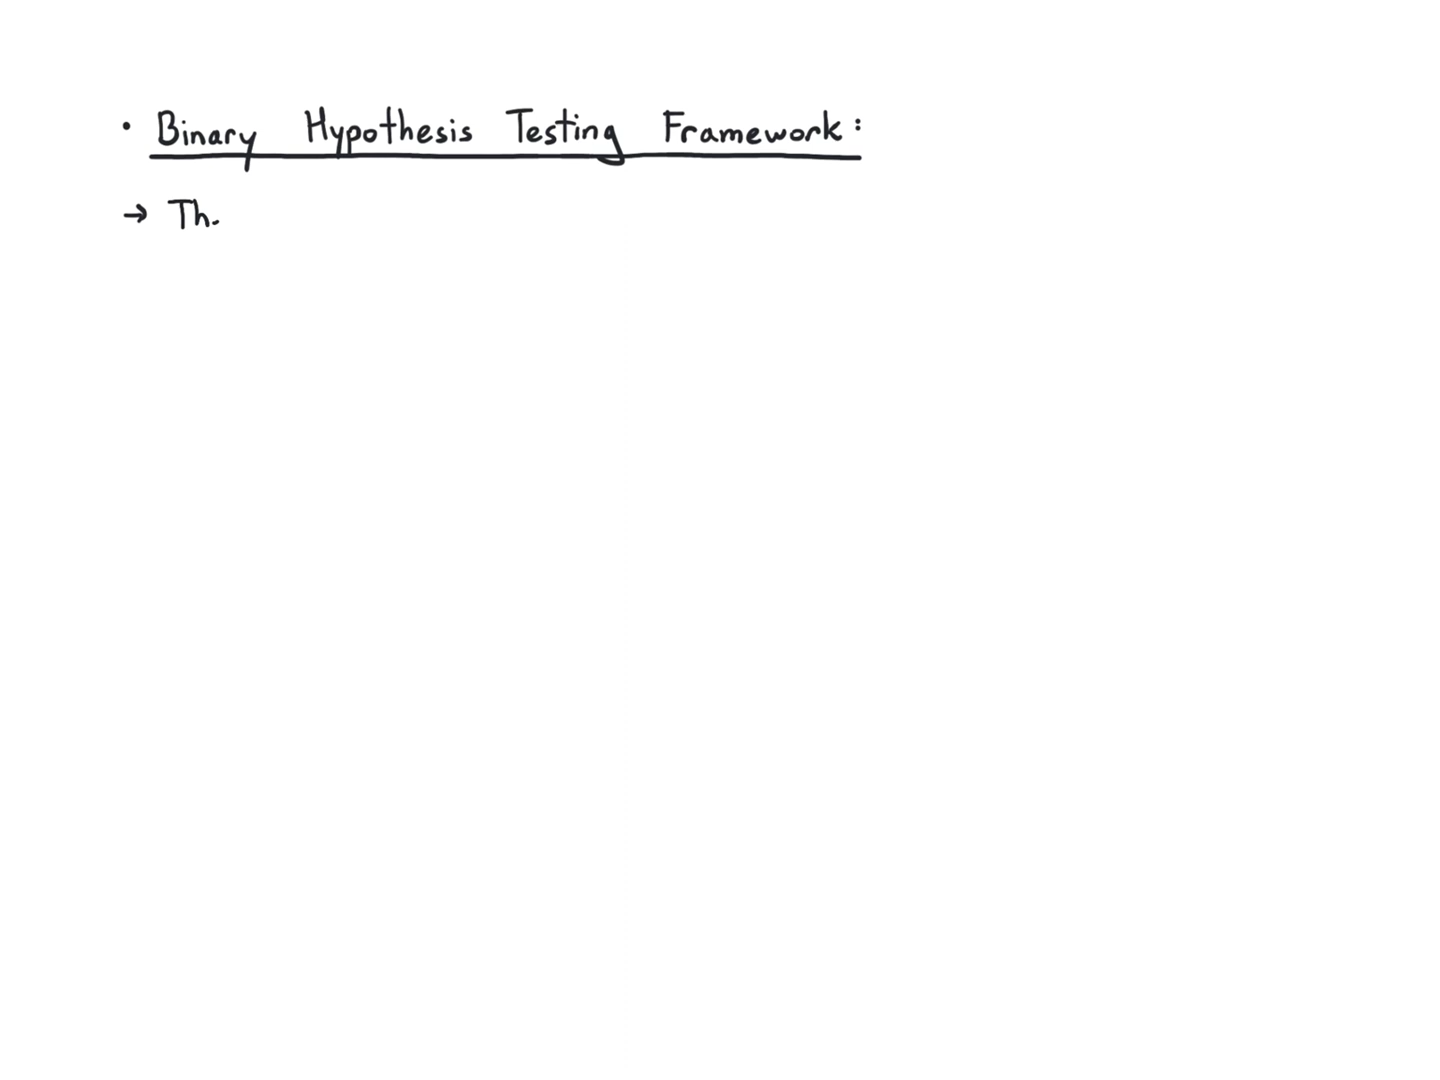 • Binary Hypothesis Testing Framework:
→ Th.